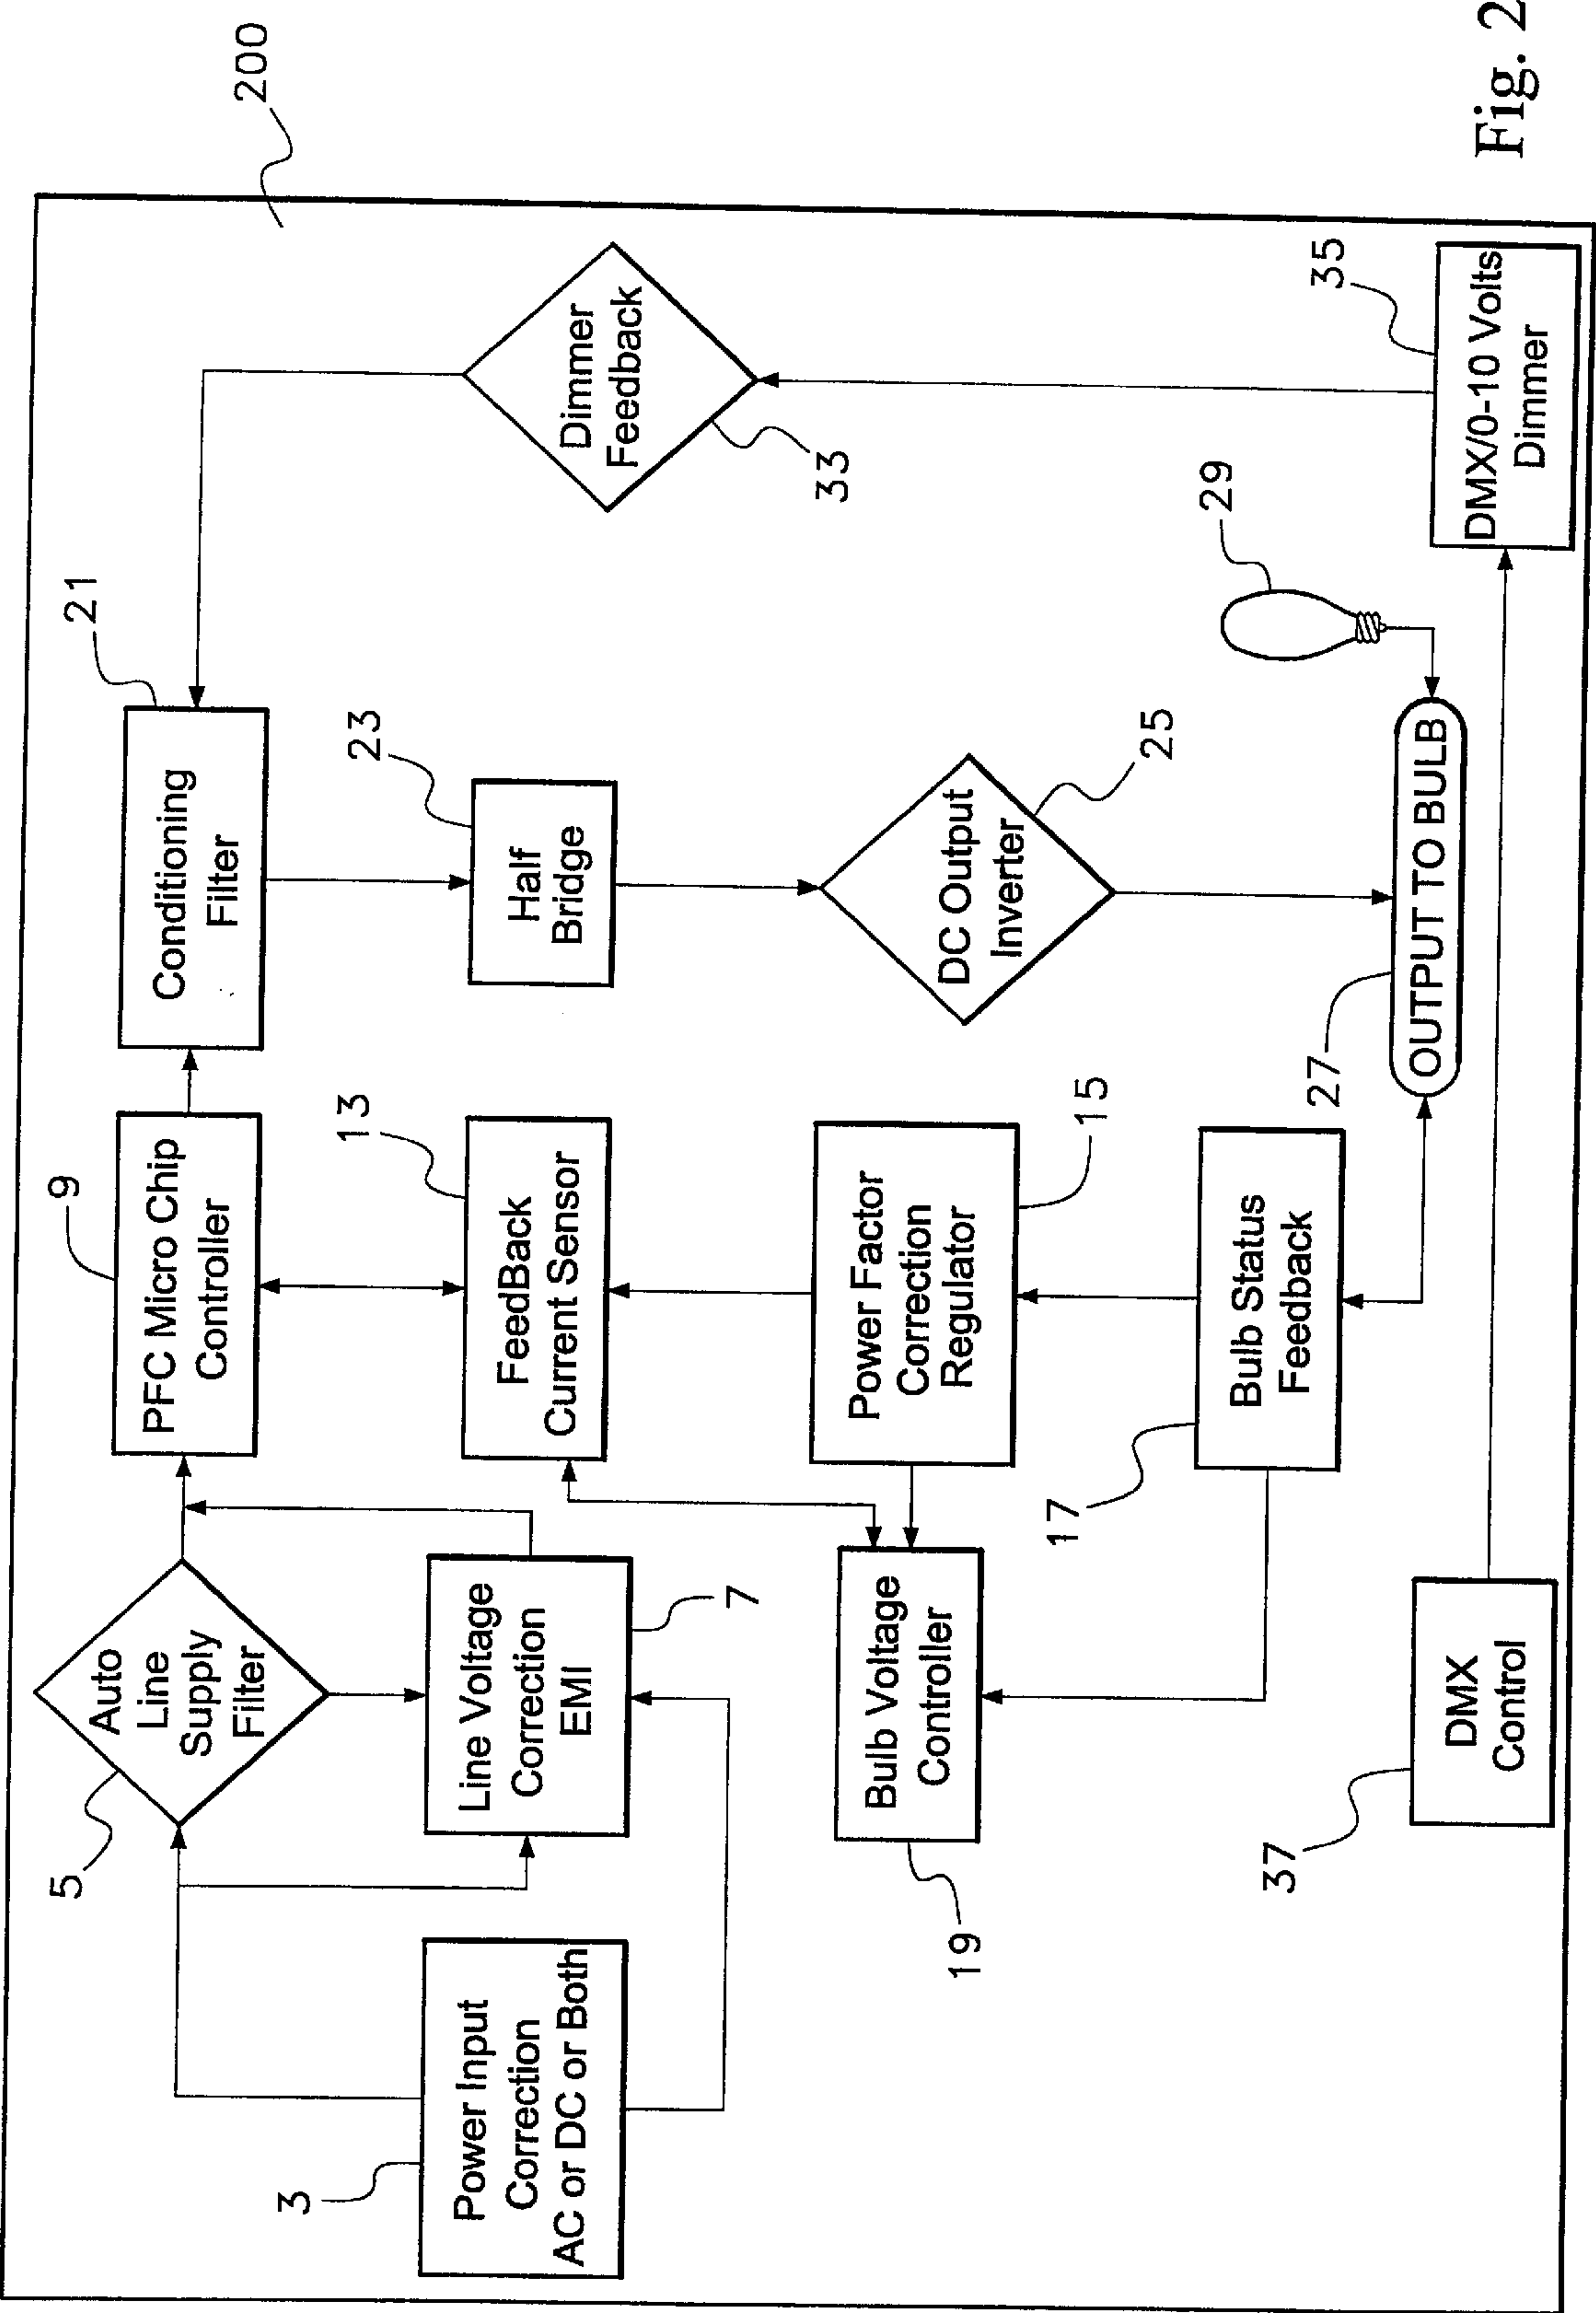 200
5
Auto
Line
Supply
Filter
9
PFC Micro Chip
Controller
21
Conditioning
Filter
3
Power Input
Correction
AC or DC or Both
Line Voltage
Correction
EMI
7
13
FeedBack
Current Sensor
23
Half
Bridge
Dimmer
Feedback
33
19
Bulb Voltage
Controller
Power Factor
Correction
Regulator
15
DC Output
Inverter
25
17
Bulb Status
Feedback
29
27
OUTPUT TO BULB
37
DMX
Control
35
DMX/0-10 Volts
Dimmer
Fig. 2